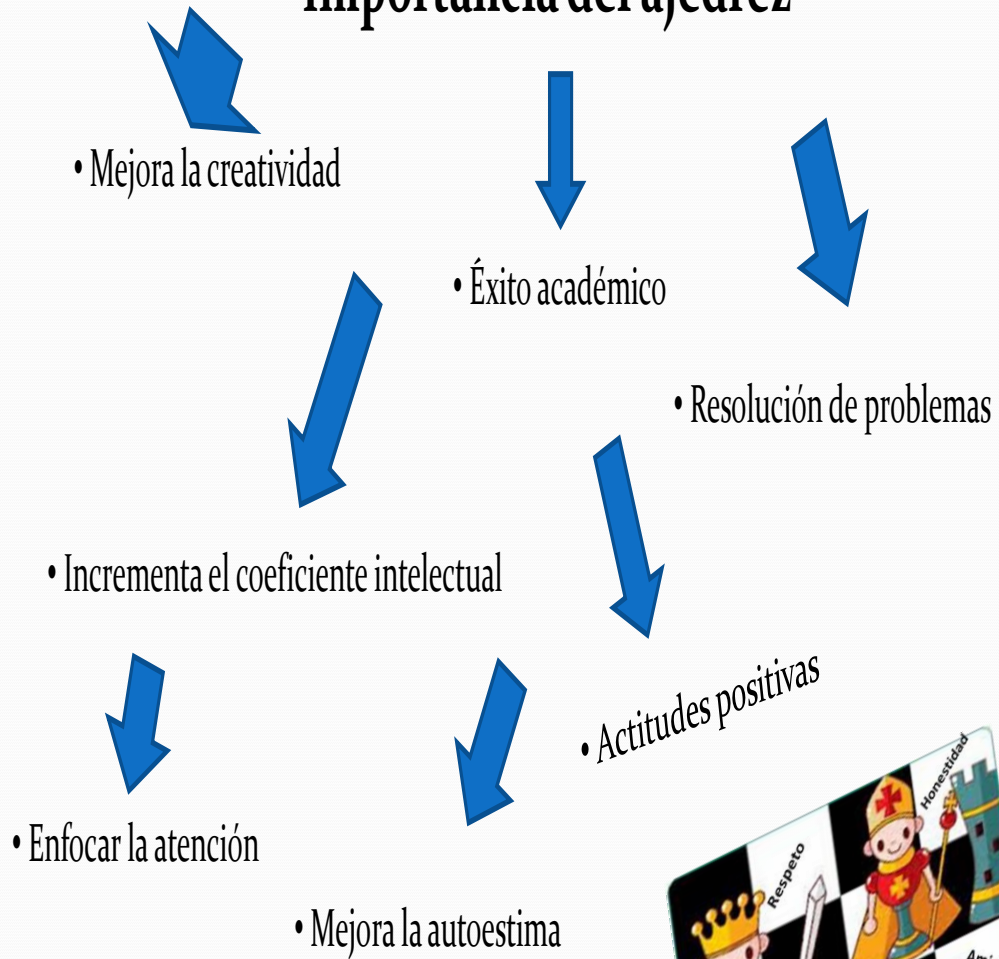 Importancia del ajedrez
• Mejora la creatividad
• Éxito académico
• Resolución de problemas
• Incrementa el coeficiente intelectual
• Actitudes positivas
• Enfocar la atención
• Mejora la autoestima
Honestidad
Respeto